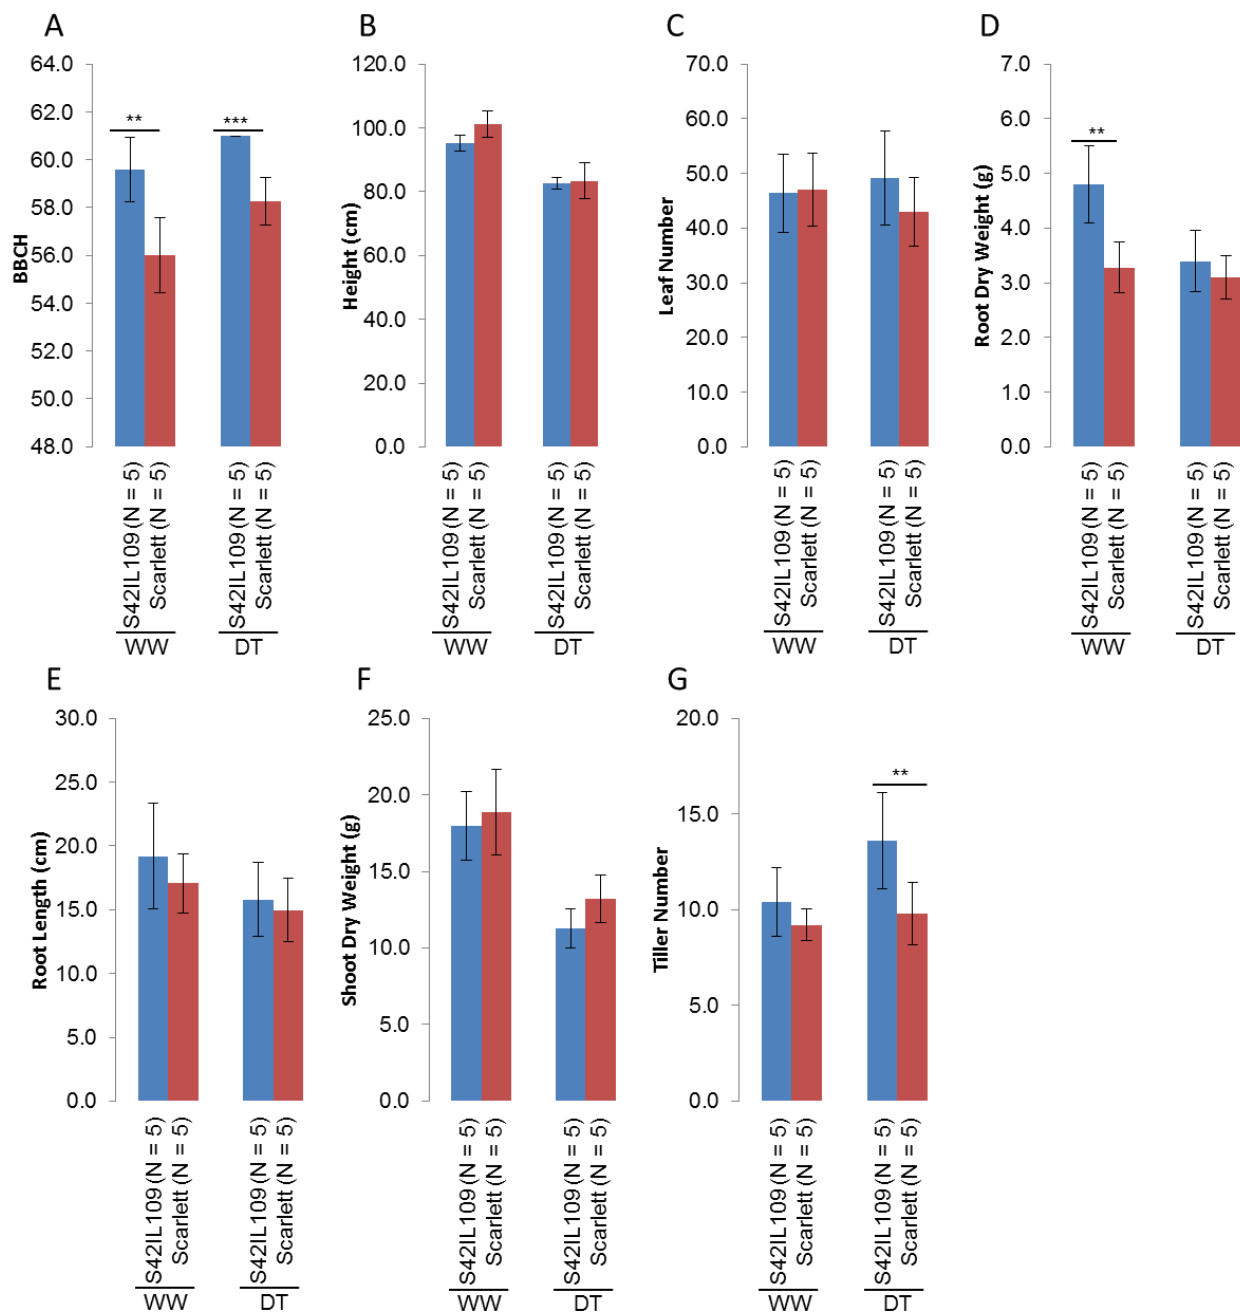 A
64.0
62.0
60.0
58.0
56.0
54.0
52.0
50.0
48.0
BBCH
**
***
S42IL109 (N = 5)
Scarlett (N = 5)
S42IL109 (N = 5)
Scarlett (N = 5)
WW
DT
B
120.0
100.0
80.0
60.0
40.0
20.0
0.0
Height (cm)
S42IL109 (N = 5)
Scarlett (N = 5)
S42IL109 (N = 5)
Scarlett (N = 5)
WW
DT
C
70.0
60.0
50.0
40.0
30.0
20.0
10.0
0.0
Leaf Number
S42IL109 (N = 5)
Scarlett (N = 5)
S42IL109 (N = 5)
Scarlett (N = 5)
WW
DT
D
7.0
6.0
5.0
4.0
3.0
2.0
1.0
0.0
Root Dry Weight (g)
**
S42IL109 (N = 5)
Scarlett (N = 5)
S42IL109 (N = 5)
Scarlett (N = 5)
WW
DT
E
30.0
25.0
20.0
15.0
10.0
5.0
0.0
Root Length (cm)
S42IL109 (N = 5)
Scarlett (N = 5)
S42IL109 (N = 5)
Scarlett (N = 5)
WW
DT
F
25.0
20.0
15.0
10.0
5.0
0.0
Shoot Dry Weight (g)
S42IL109 (N = 5)
Scarlett (N = 5)
S42IL109 (N = 5)
Scarlett (N = 5)
WW
DT
G
20.0
15.0
10.0
5.0
0.0
Tiller Number
**
S42IL109 (N = 5)
Scarlett (N = 5)
S42IL109 (N = 5)
Scarlett (N = 5)
WW
DT